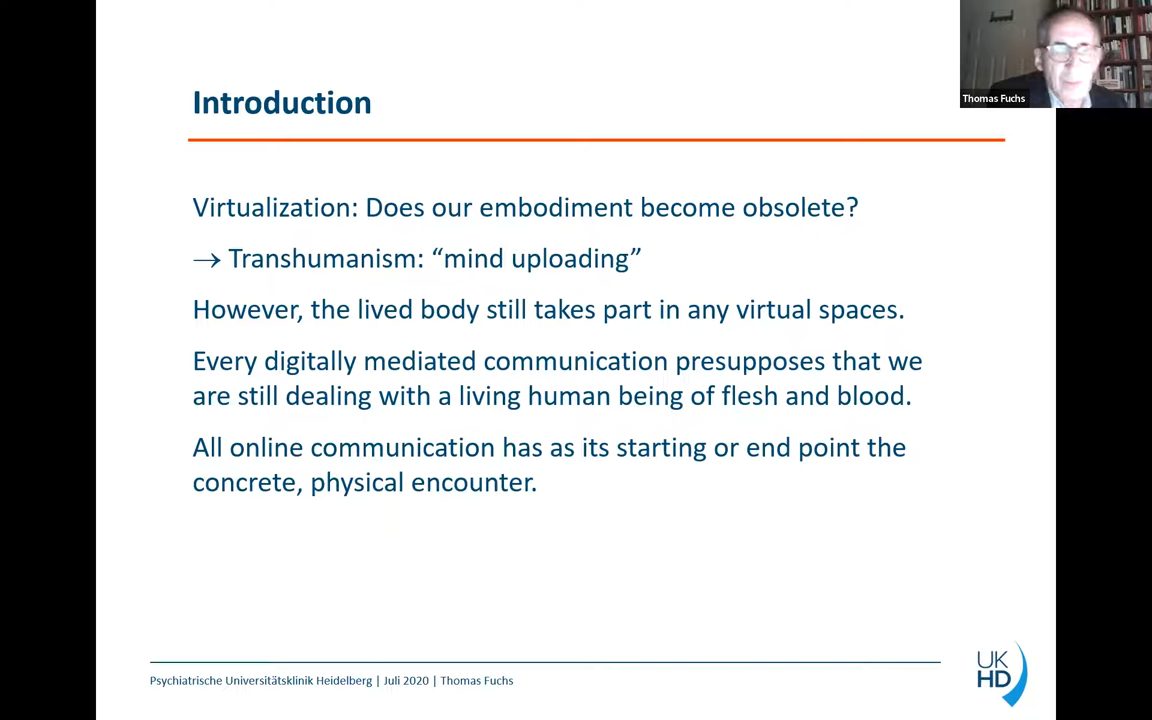 Thomas Fuchs
Introduction
Virtualization: Does our embodiment become obsolete?
→ Transhumanism: “mind uploading”
However, the lived body still takes part in any virtual spaces.
Every digitally mediated communication presupposes that we
are still dealing with a living human being of flesh and blood.
All online communication has as its starting or end point the
concrete, physical encounter.
Psychiatrische Universitätsklinik Heidelberg | Juli 2020 | Thomas Fuchs
UK
HD